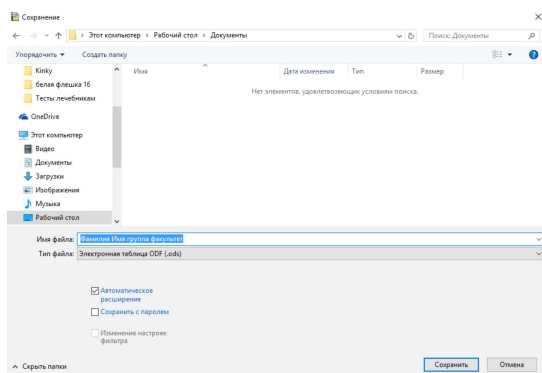 Сохранение
Этот компьютер › Рабочий стол › Документы
Поиск: Документы
Упорядочить
Создать папку
?
Kinky
белая флешка 16
Тесты лечебникам
OneDrive
Этот компьютер
Видео
Документы
Загрузки
Изображения
Музыка
Рабочий стол
Имя Дата изменения Тип Размер
Нет элементов, удовлетворяющих условиям поиска.
Имя файла: Фамилия Имя группа факультет
Тип файла: Электронная таблица ODF (.ods)
Автоматическое
расширение
Сохранить с паролем
Изменение настроек
фильтра
Скрыть папки
Сохранить
Отмена